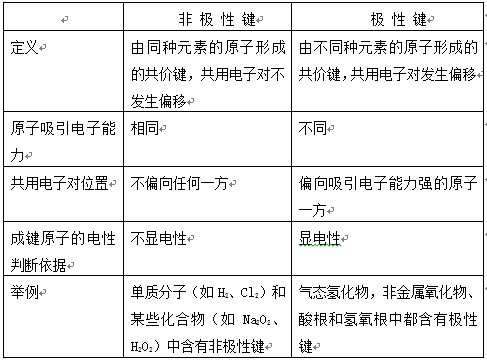 非 极 性 键 极 性 键
定义 由同种元素的原子形成 由不同种元素的原子形成的
的共价键，共用电子对不 共价键，共用电子对发生偏移
发生偏移
原子吸引电子能 相同 不同
力
共用电子对位置 不偏向任何一方 偏向吸引电子能力强的原子
一方
成键原子的电性 不显电性 显电性
判断依据
举例 单质分子（如 H₂、Cl₂）和 气态氢化物，非金属氧化物、
某些化合物（如 Na₂O₂、 酸根和氢氧根中都含有极性
H₂O₂）中含有非极性键 键